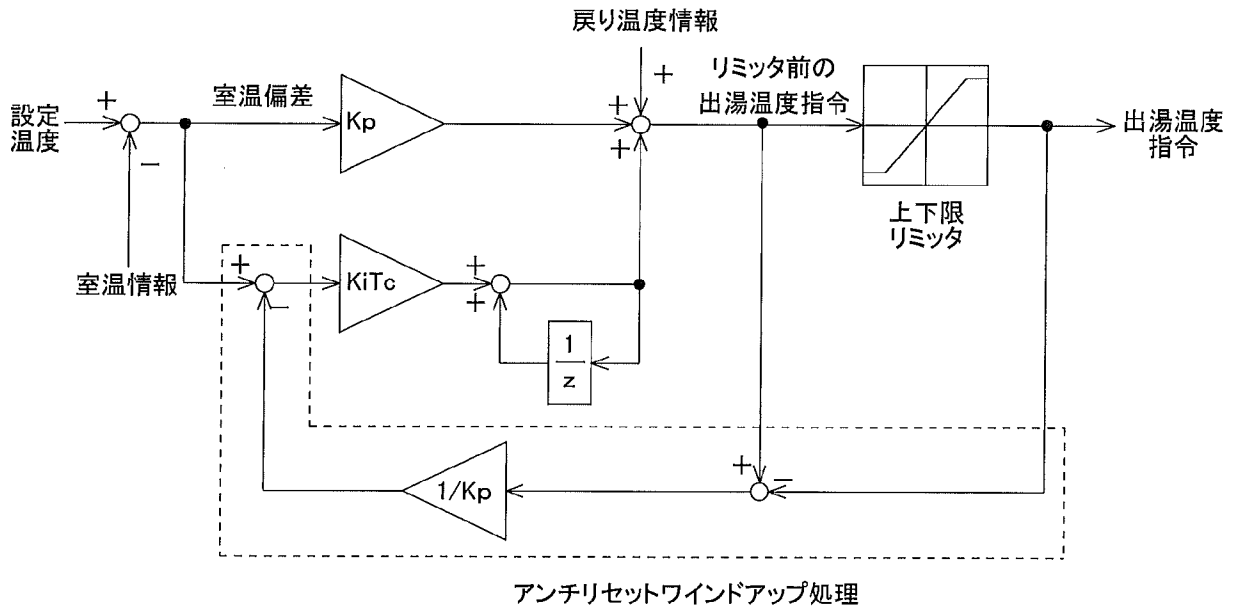 戻り温度情報
+
リミッタ前の
出湯温度指令
室温偏差
設定
温度
+
−
Kp
+
+
出湯温度
指令
上下限
リミッタ
室温情報
+
−
KiTc
+
+
1
z
1/Kp
+
−
アンチリセットワインドアップ処理